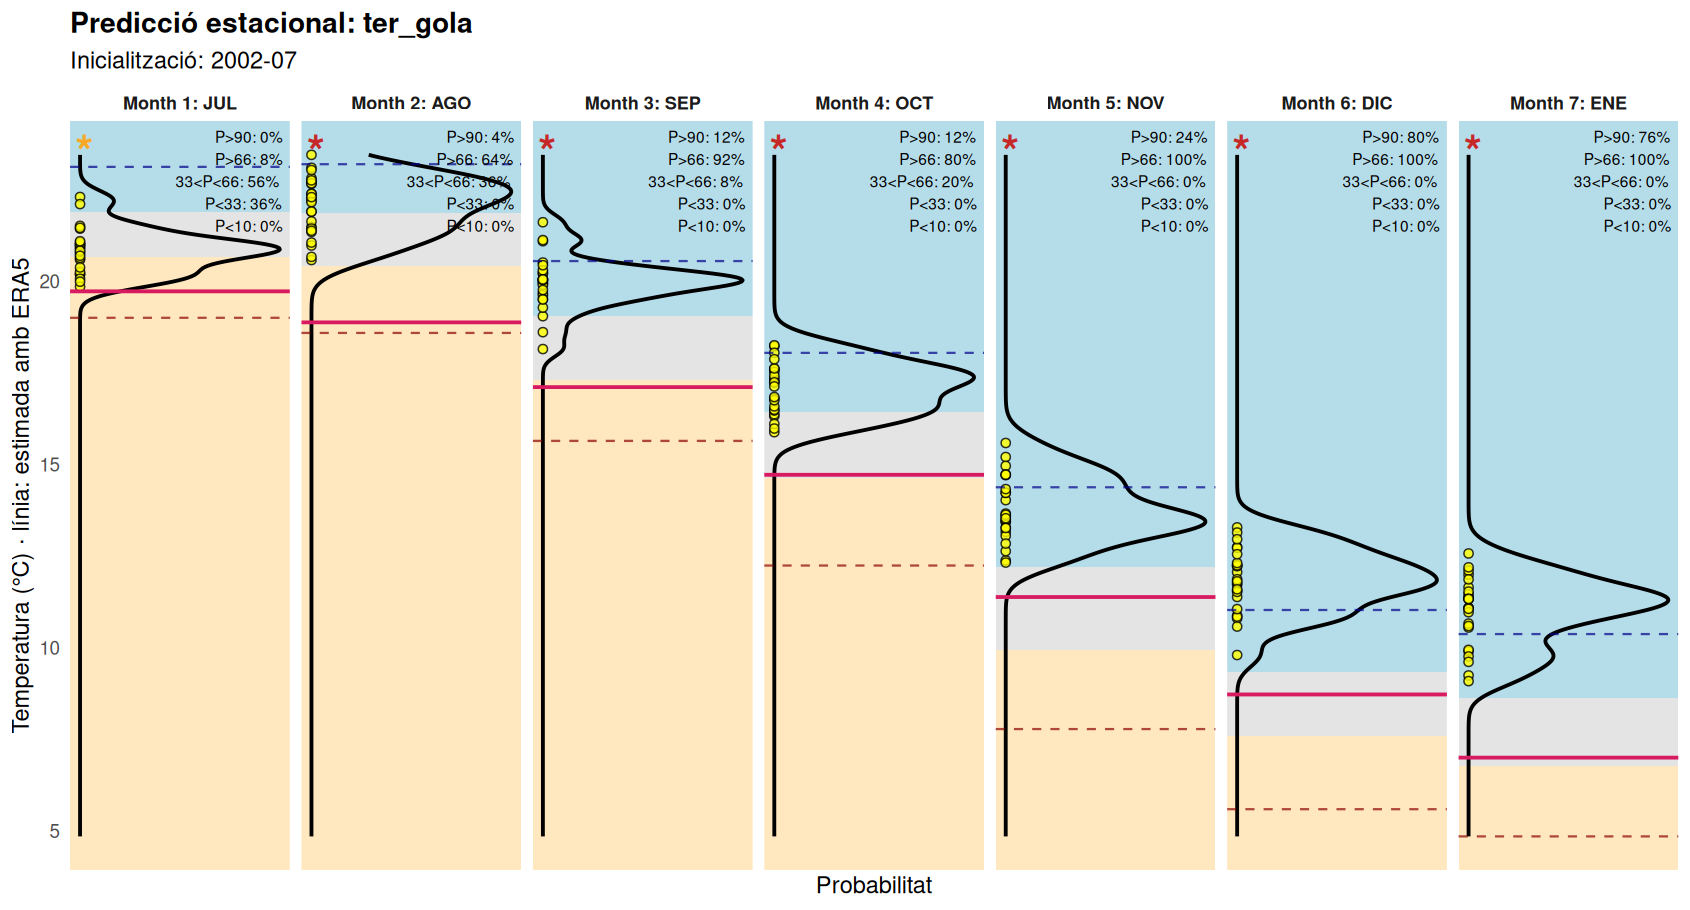 Predicció estacional: ter_gola
Inicialització: 2002-07
Month 1: JUL
Month 2: AGO
Month 3: SEP
Month 4: OCT
Month 5: NOV
Month 6: DIC
Month 7: ENE
*
P>90: 0%
P>66: 8%
33<P<66: 56%
P<33: 36%
P<10: 0%
*
P>90: 4%
P>66: 64%
33<P<66: 36%
P<33: 0%
P<10: 0%
*
P>90: 12%
P>66: 92%
33<P<66: 8%
P<33: 0%
P<10: 0%
*
P>90: 12%
P>66: 80%
33<P<66: 20%
P<33: 0%
P<10: 0%
*
P>90: 24%
P>66: 100%
33<P<66: 0%
P<33: 0%
P<10: 0%
*
P>90: 80%
P>66: 100%
33<P<66: 0%
P<33: 0%
P<10: 0%
*
P>90: 76%
P>66: 100%
33<P<66: 0%
P<33: 0%
P<10: 0%
Temperatura (°C) · línia: estimada amb ERA5
20
15
10
5
Probabilitat